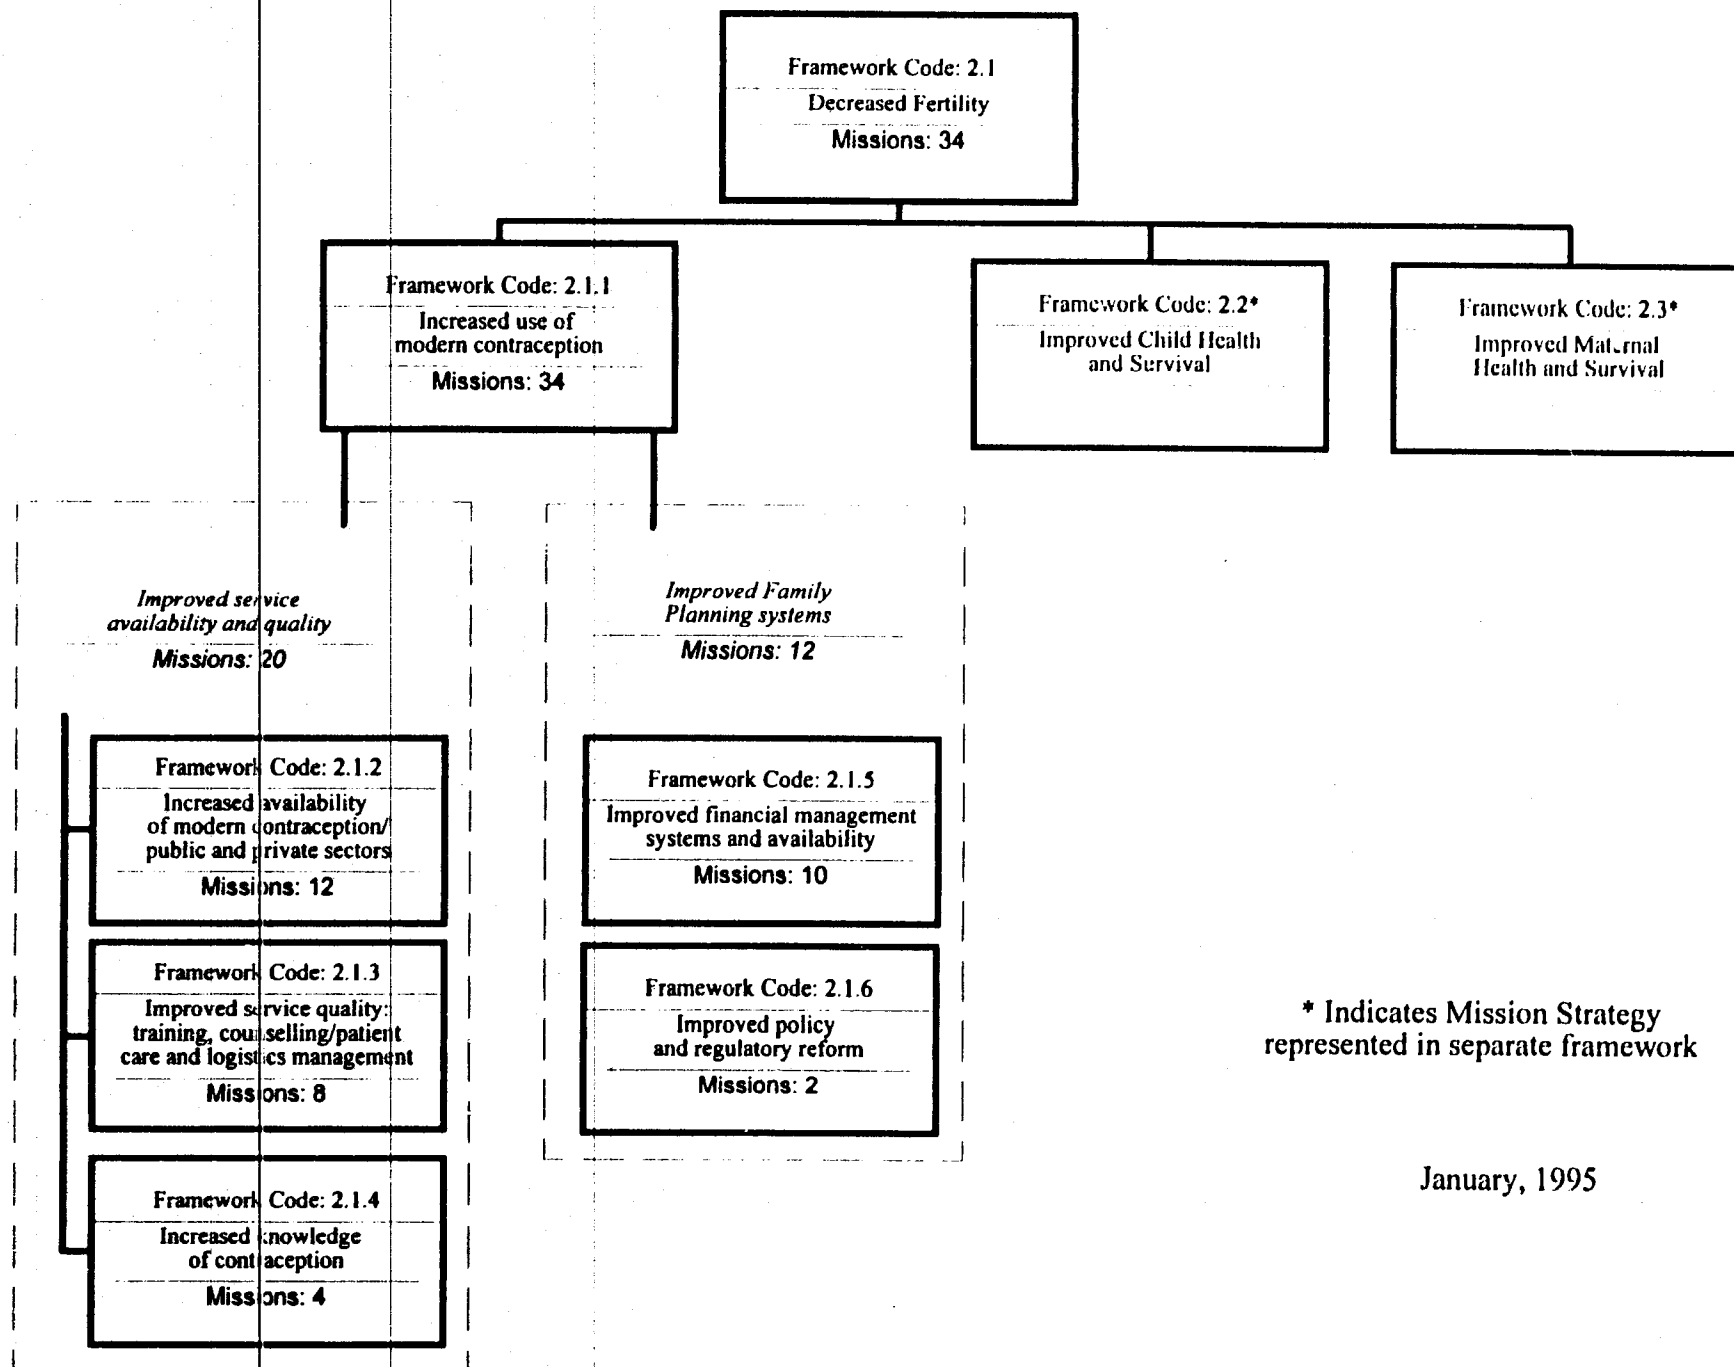 Framework Code: 2.1
Decreased Fertility
Missions: 34
Framework Code: 2.1.1
Increased use of
modern contraception
Missions: 34
Framework Code: 2.2*
Improved Child Health
and Survival
Framework Code: 2.3*
Improved Maternal
Health and Survival
Improved service
availability and quality
Missions: 20
Improved Family
Planning systems
Missions: 12
Framework Code: 2.1.2
Increased availability
of modern contraception/
public and private sectors
Missions: 12
Framework Code: 2.1.3
Improved service quality:
training, counselling/patient
care and logistics management
Missions: 8
Framework Code: 2.1.4
Increased knowledge
of contraception
Missions: 4
Framework Code: 2.1.5
Improved financial management
systems and availability
Missions: 10
Framework Code: 2.1.6
Improved policy
and regulatory reform
Missions: 2
* Indicates Mission Strategy
represented in separate framework
January, 1995